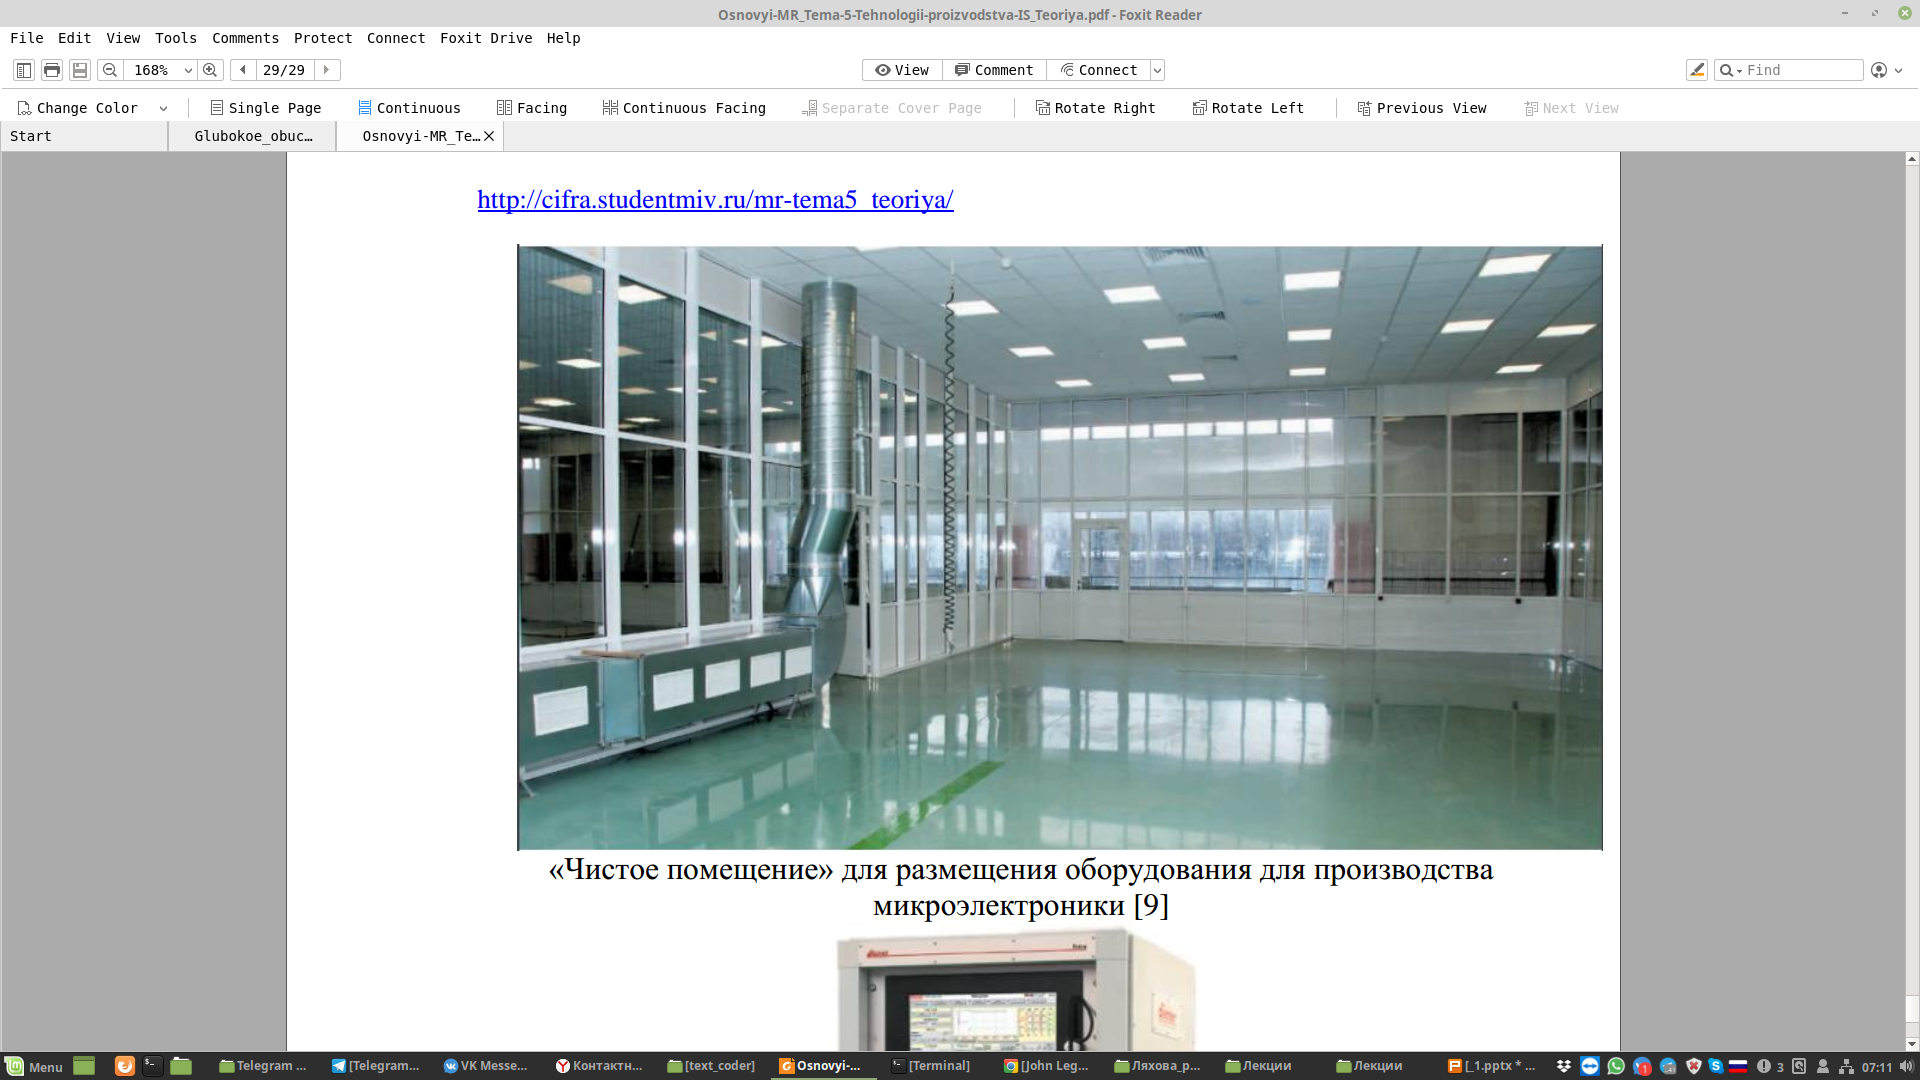 Osnovyi-MR_Tema-5-Tehnologii-proizvodstva-IS_Teoriya.pdf - Foxit Reader
File Edit View Tools Comments Protect Connect Foxit Drive Help
168% 29/29 View Comment Connect Find
Change Color Single Page Continuous Facing Continuous Facing Separate Cover Page Rotate Right Rotate Left Previous View Next View
Start Glubokoe_obuc... Osnovyi-MR_Te...
http://cifra.studentmiv.ru/mr-tema5_teoriya/
«Чистое помещение» для размещения оборудования для производства
микроэлектроники [9]
Menu Telegram ... [Telegram... VK Messe... Контактн... [text_coder] Osnovyi-... [Terminal] [John Leg... Ляхова_р... Лекции Лекции [_1.pptx * ... 3 07:11